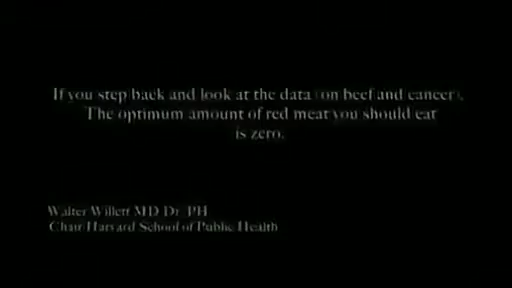 If you step back and look at the data (on beef and cancer),
The optimum amount of red meat you should eat
is zero.
Walter Willett MD Dr. PH
Chair Harvard School of Public Health